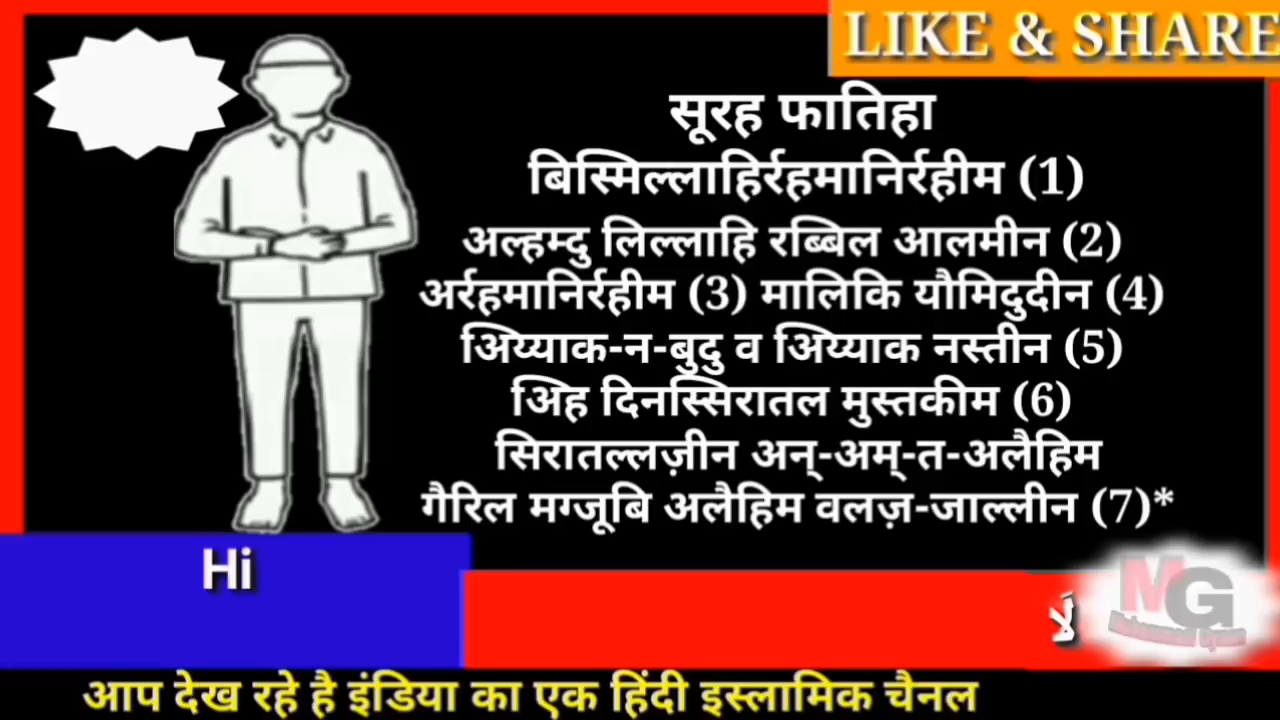 LIKE & SHARE
सूरह फातिहा
बिस्मिल्लाहिर्रहमानिर्रहीम (1)
अल्हम्दु लिल्लाहि रब्बिल आलमीन (2)
अर्रहमानिर्रहीम (3) मालिकि यौमिदुदीन (4)
अिय्याक-न-बुदु व अिय्याक नस्तीन (5)
अिह दिनस्सिरातल मुस्तकीम (6)
सिरातल्लज़ीन अन्-अम्-त-अलैहिम
गैरिल मग्जूबि अलैहिम वलज़-जाल्लीन (7)*
Hi
MG
आप देख रहे है इंडिया का एक हिंदी इस्लामिक चैनल